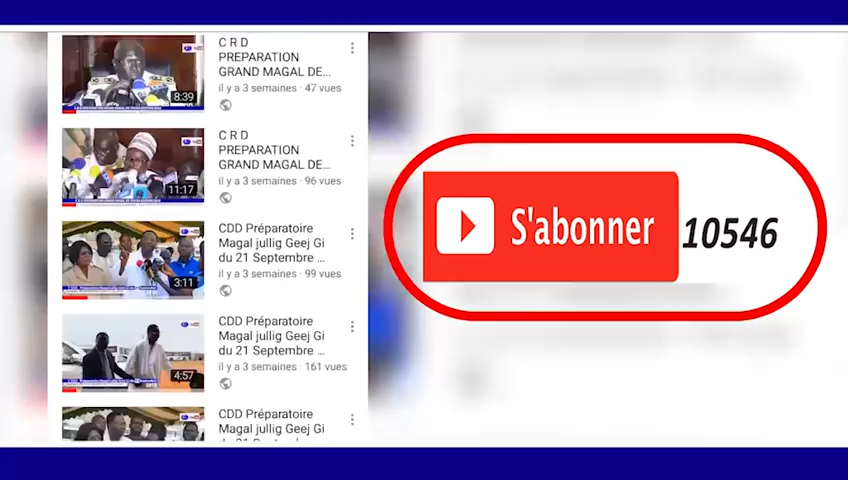 C R D
PREPARATION
GRAND MAGAL DE...
il y a 3 semaines · 47 vues
8:39
C R D
PREPARATION
GRAND MAGAL DE...
il y a 3 semaines · 96 vues
11:17
CDD Préparatoire
Magal jullig Geej Gi
du 21 Septembre ...
il y a 3 semaines · 99 vues
3:11
CDD Préparatoire
Magal jullig Geej Gi
du 21 Septembre ...
il y a 3 semaines · 161 vues
4:57
CDD Préparatoire
Magal jullig Geej Gi
du 21 Septembre ...
S'abonner
10546